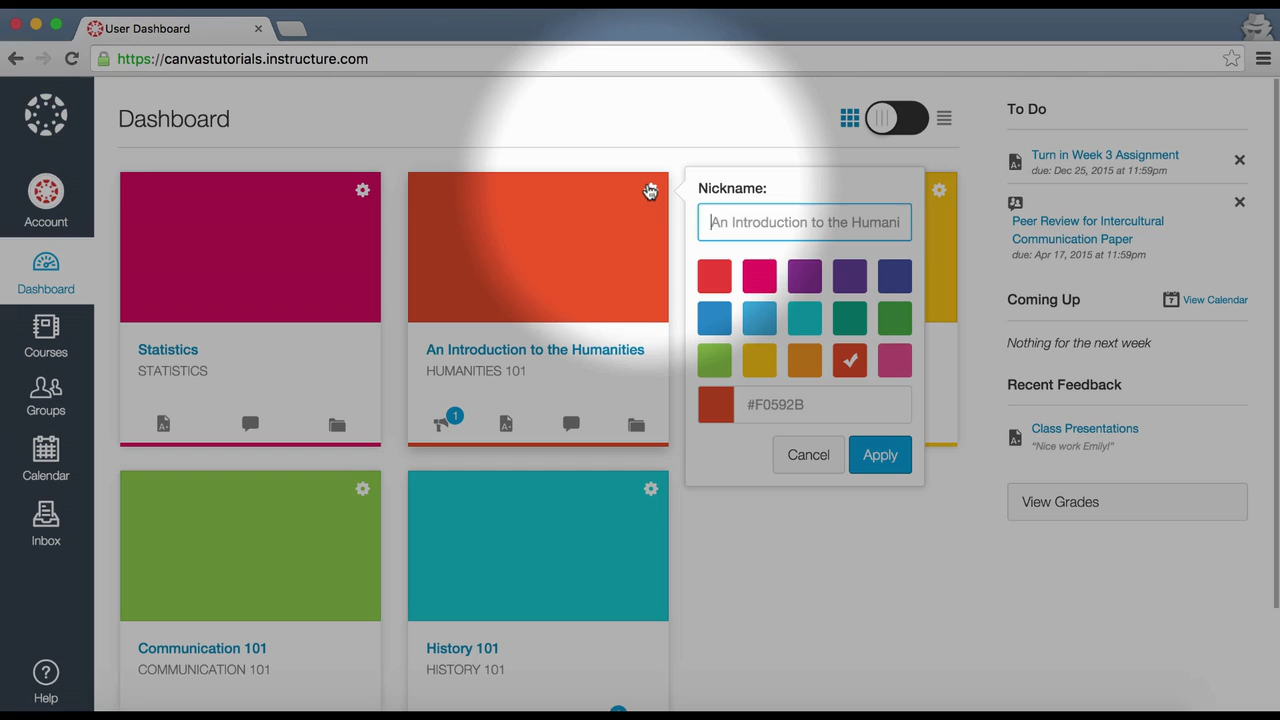 User Dashboard
https://canvastutorials.instructure.com
Account
Dashboard
Courses
Groups
Calendar
Inbox
Help
Dashboard
Statistics
STATISTICS
An Introduction to the Humanities
HUMANITIES 101
1
Communication 101
COMMUNICATION 101
History 101
HISTORY 101
Nickname:
An Introduction to the Humani
#F0592B
Cancel
Apply
To Do
Turn in Week 3 Assignment
due: Dec 25, 2015 at 11:59pm
Peer Review for Intercultural
Communication Paper
due: Apr 17, 2015 at 11:59pm
Coming Up
7
View Calendar
Nothing for the next week
Recent Feedback
Class Presentations
“Nice work Emily!”
View Grades